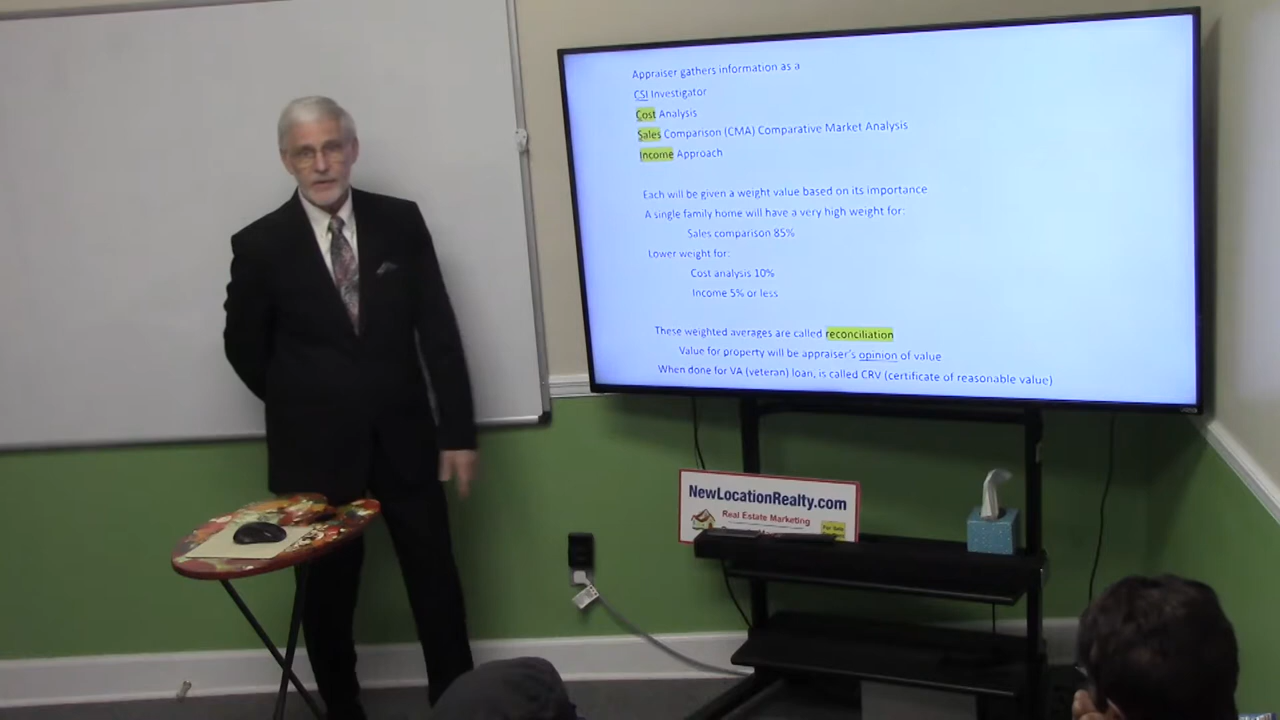 Appraiser gathers information as a
CSI Investigator
Cost Analysis
Sales Comparison (CMA) Comparative Market Analysis
Income Approach
Each will be given a weight value based on its importance
A single family home will have a very high weight for:
Sales comparison 85%
Lower weight for:
Cost analysis 10%
Income 5% or less
These weighted averages are called reconciliation
Value for property will be appraiser's opinion of value
When done for VA (veteran) loan, is called CRV (certificate of reasonable value)
NewLocationRealty.com
Real Estate Marketing
For Sale